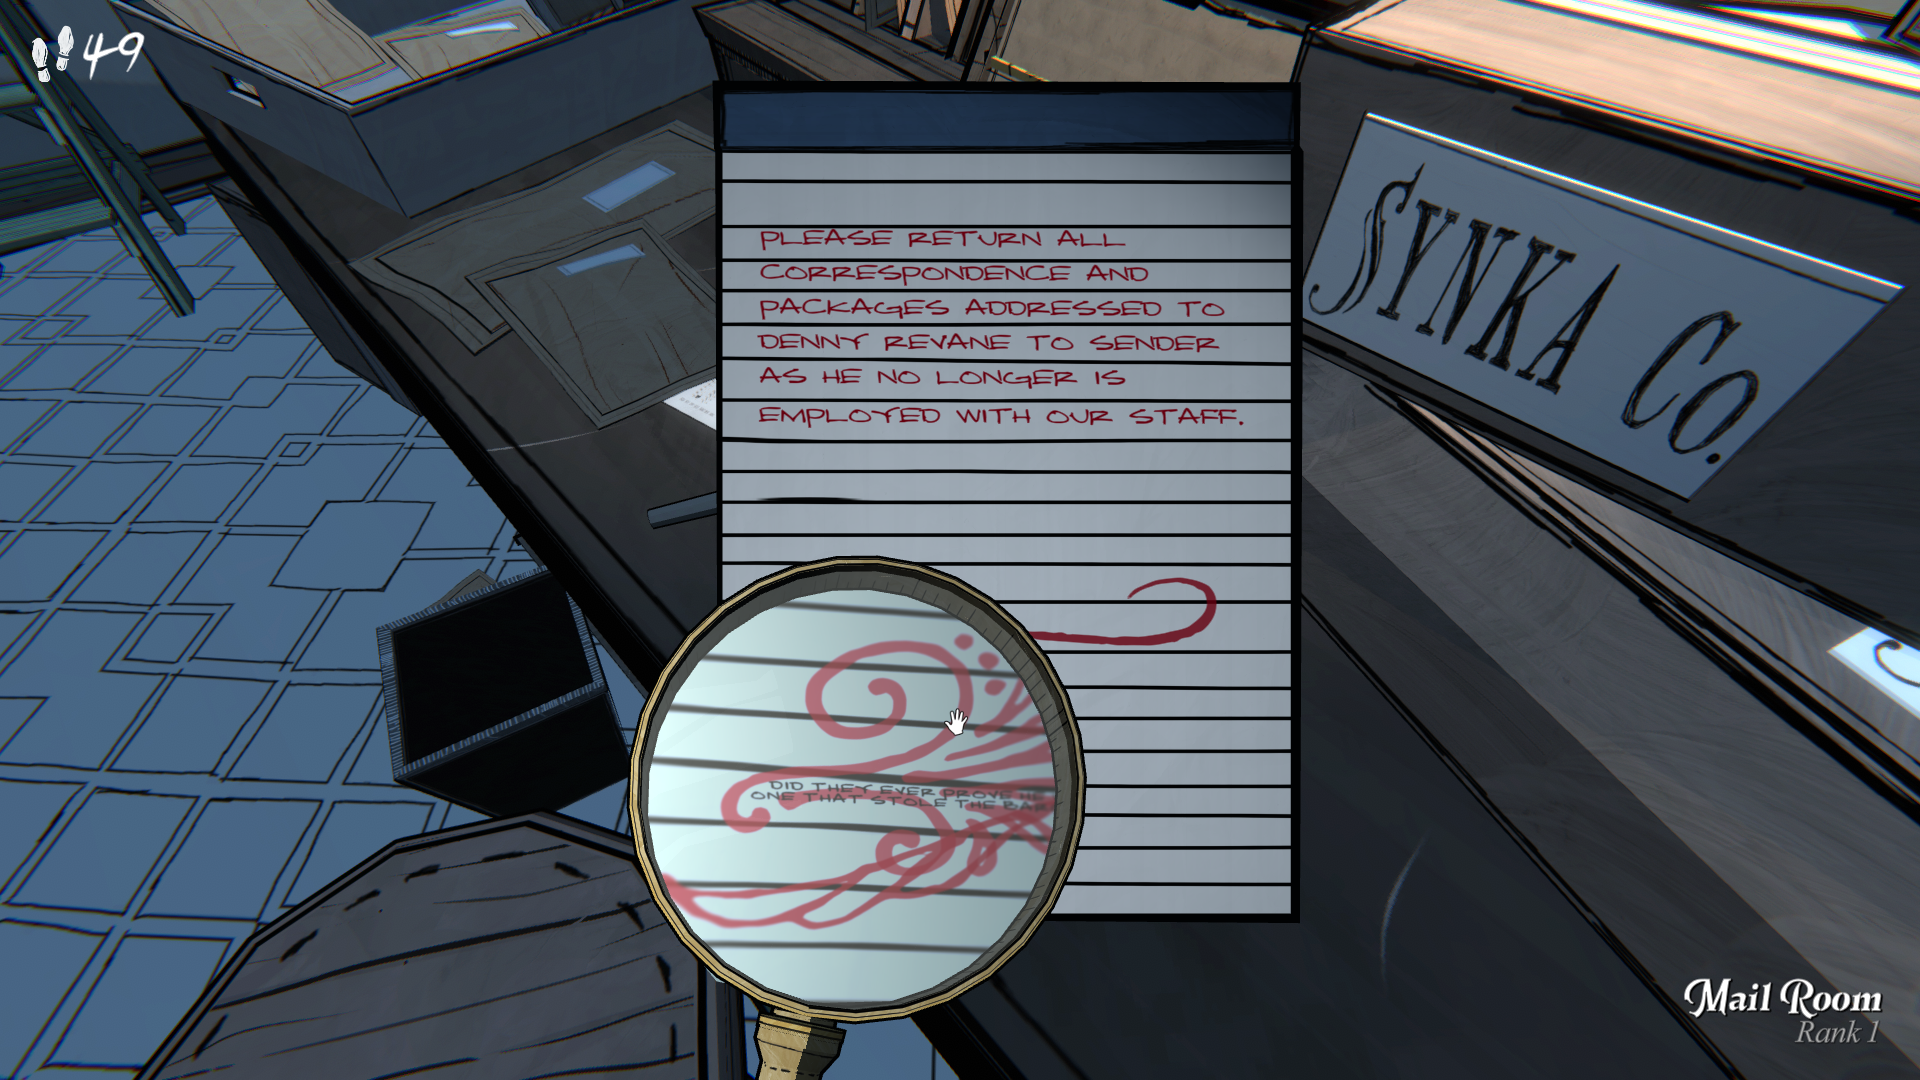 49
PLEASE RETURN ALL
CORRESPONDENCE AND
PACKAGES ADDRESSED TO
DENNY REVANE TO SENDER
AS HE NO LONGER IS
EMPLOYED WITH OUR STAFF.
DID THEY EVER PROVE HE
ONE THAT STOLE THE
SYNKA CO.
Mail Room
Rank 1